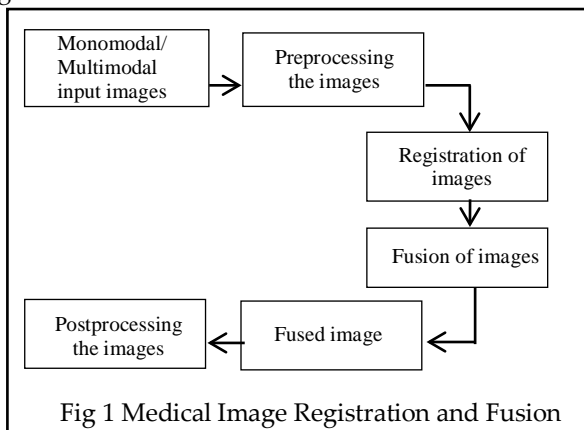 Monomodal/
Multimodal
input images
Preprocessing
the images
Registration of
images
Fusion of images
Fused image
Postprocessing
the images
Fig 1 Medical Image Registration and Fusion